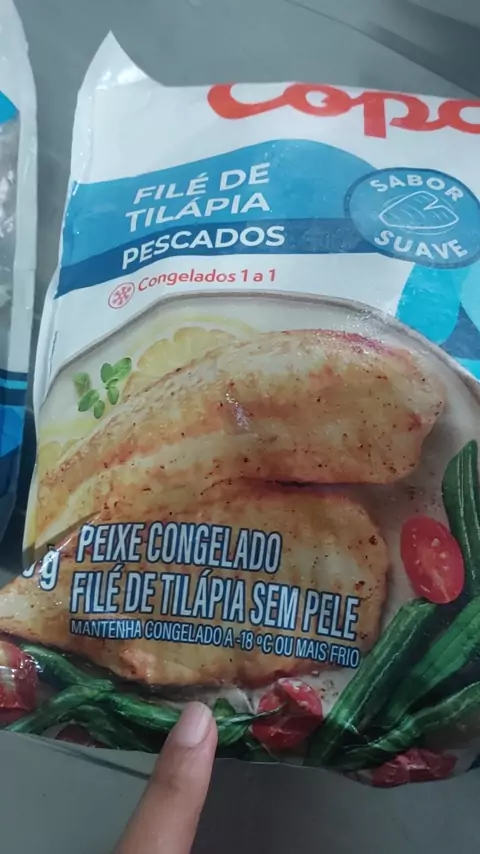 FILÉ DE
TILÁPIA
PESCADOS
SABOR
SUAVE
Congelados 1 a 1
g
PEIXE CONGELADO
FILÉ DE TILÁPIA SEM PELE
MANTENHA CONGELADO A -18 ºC OU MAIS FRIO